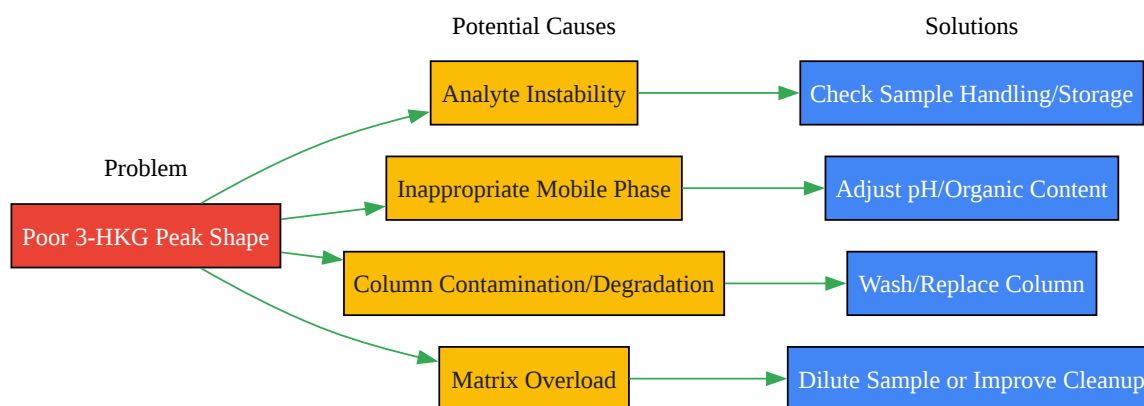 Potential Causes
Solutions
Analyte Instability
Check Sample Handling/Storage
Problem
Inappropriate Mobile Phase
Adjust pH/Organic Content
Poor 3-HKG Peak Shape
Column Contamination/Degradation
Wash/Replace Column
Matrix Overload
Dilute Sample or Improve Cleanup